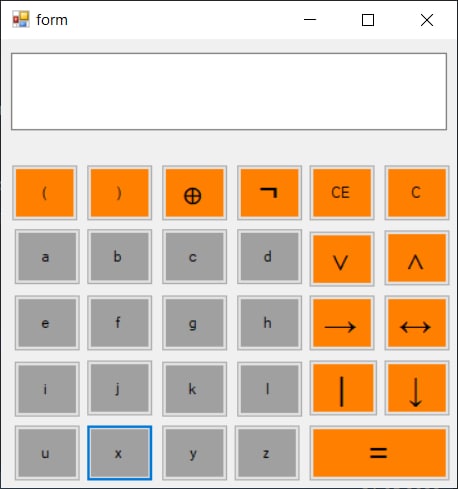 form
( ) ⊕ ¬ CE C
a b c d ∨ ∧
e f g h → ↔
i j k l | ↓
u x y z =